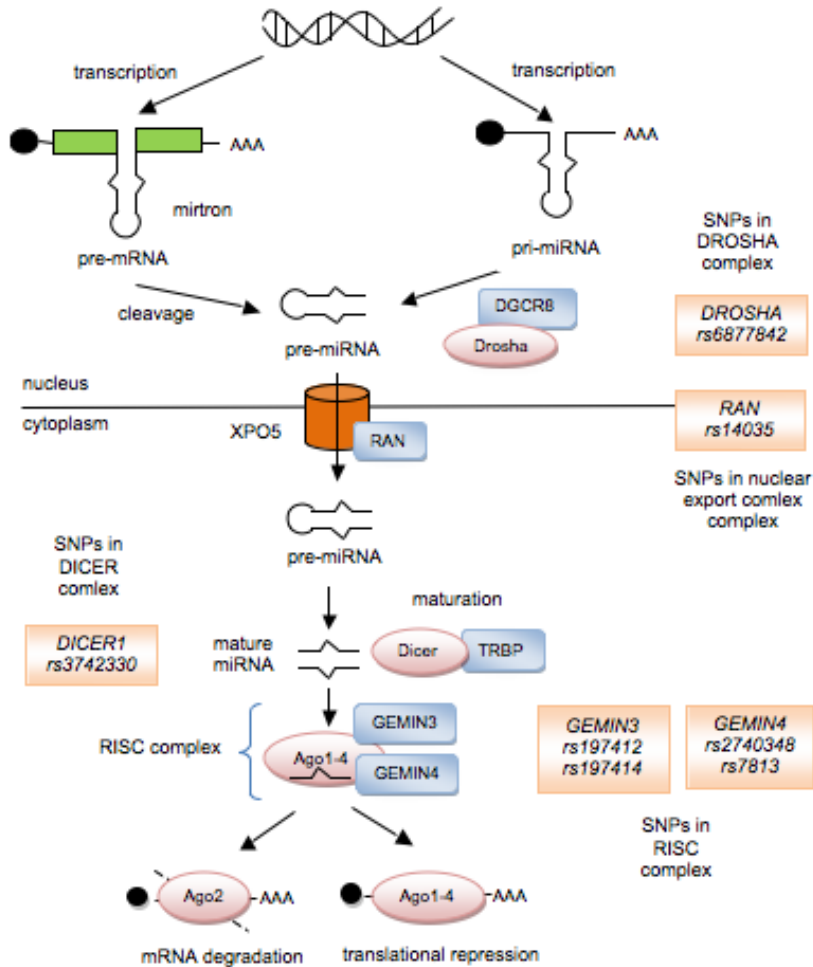 transcription
transcription
AAA
AAA
mirtron
pre-mRNA
pri-miRNA
SNPs in
DROSHA
complex
cleavage
pre-miRNA
DGCR8
Drosha
DROSHA
rs6877842
nucleus
cytoplasm
XPO5
RAN
RAN
rs14035
SNPs in nuclear
export comlex
complex
pre-miRNA
SNPs in
DICER
comlex
maturation
DICER1
rs3742330
mature
miRNA
Dicer
TRBP
RISC complex
GEMIN3
Ago1-4
GEMIN4
GEMIN3
rs197412
rs197414
GEMIN4
rs2740348
rs7813
SNPs in
RISC
complex
Ago2
AAA
Ago1-4
AAA
mRNA degradation
translational repression